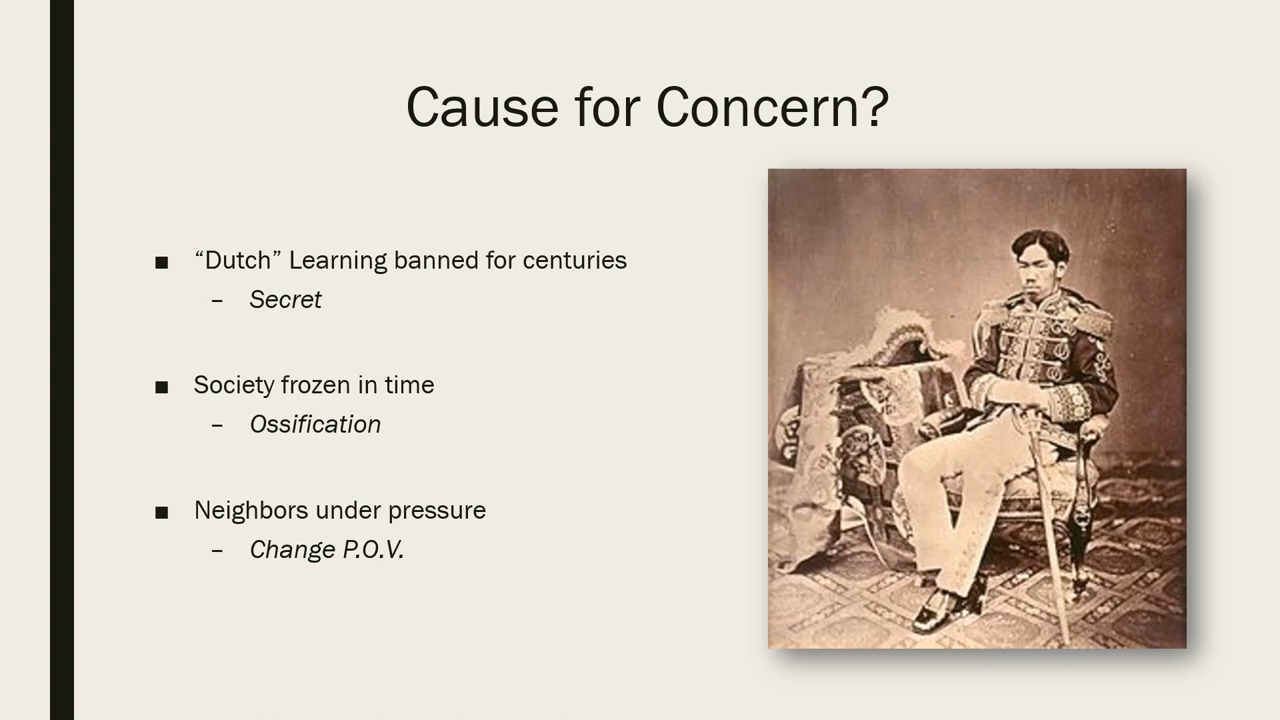 Cause for Concern?
■ “Dutch” Learning banned for centuries
– Secret
■ Society frozen in time
– Ossification
■ Neighbors under pressure
– Change P.O.V.